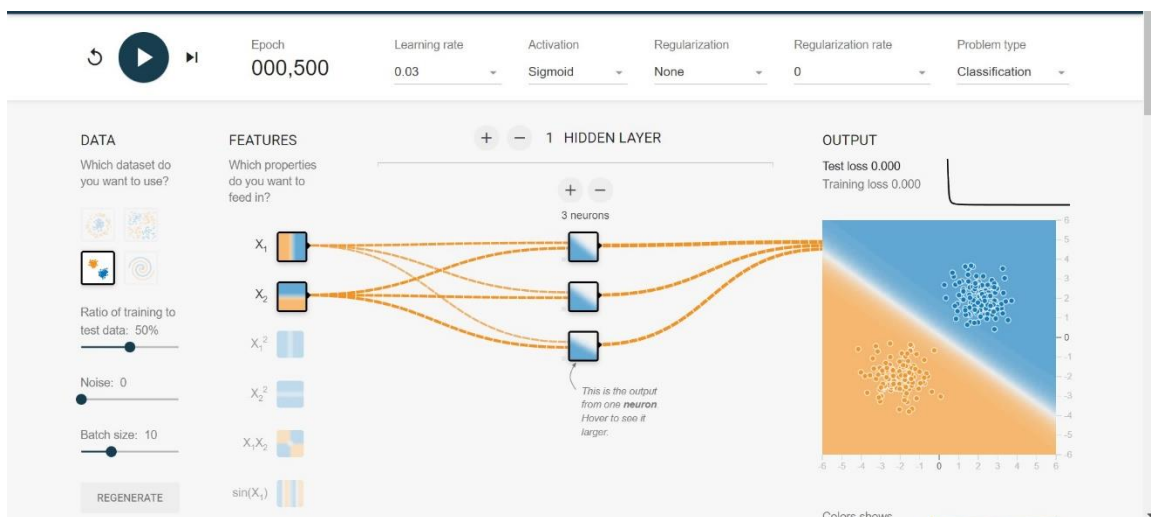 Epoch
000,500
Learning rate
0.03
Activation
Sigmoid
Regularization
None
Regularization rate
0
Problem type
Classification
DATA
Which dataset do
you want to use?
Ratio of training to
test data: 50%
Noise: 0
Batch size: 10
REGENERATE
FEATURES
Which properties
do you want to
feed in?
X₁
X₂
X₁²
X₂²
X₁X₂
sin(X₁)
+ − 1 HIDDEN LAYER
+ −
3 neurons
This is the output
from one neuron.
Hover to see it
larger.
OUTPUT
Test loss 0.000
Training loss 0.000
6
5
4
3
2
1
0
-1
-2
-3
-4
-5
-6
-6 -5 -4 -3 -2 -1 0 1 2 3 4 5 6
Colors shows